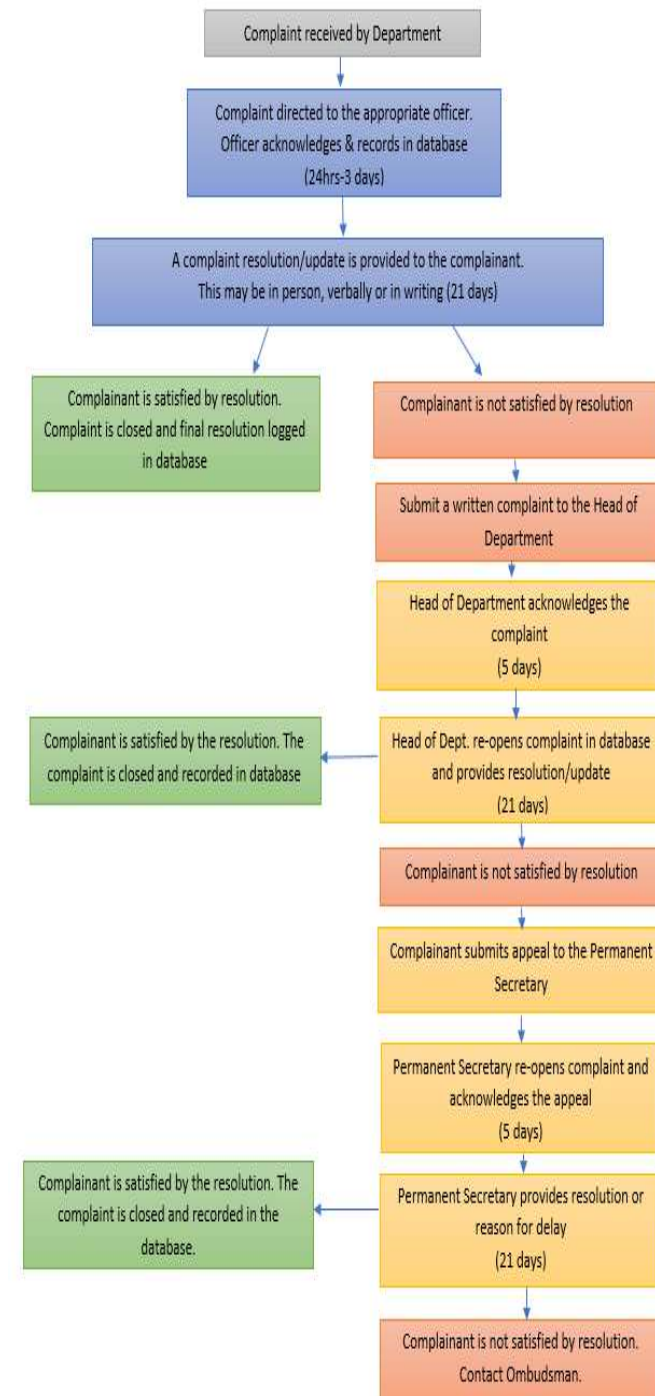 Complaint received by Department
Complaint directed to the appropriate officer.
Officer acknowledges & records in database
(24hrs-3 days)
A complaint resolution/update is provided to the complainant.
This may be in person, verbally or in writing (21 days)
Complainant is satisfied by resolution.
Complaint is closed and final resolution logged
in database
Complainant is not satisfied by resolution
Submit a written complaint to the Head of
Department
Head of Department acknowledges the
complaint
(5 days)
Complainant is satisfied by the resolution. The
complaint is closed and recorded in database
Head of Dept. re-opens complaint in database
and provides resolution/update
(21 days)
Complainant is not satisfied by resolution
Complainant submits appeal to the Permanent
Secretary
Permanent Secretary re-opens complaint and
acknowledges the appeal
(5 days)
Complainant is satisfied by the resolution. The
complaint is closed and recorded in the
database.
Permanent Secretary provides resolution or
reason for delay
(21 days)
Complainant is not satisfied by resolution.
Contact Ombudsman.